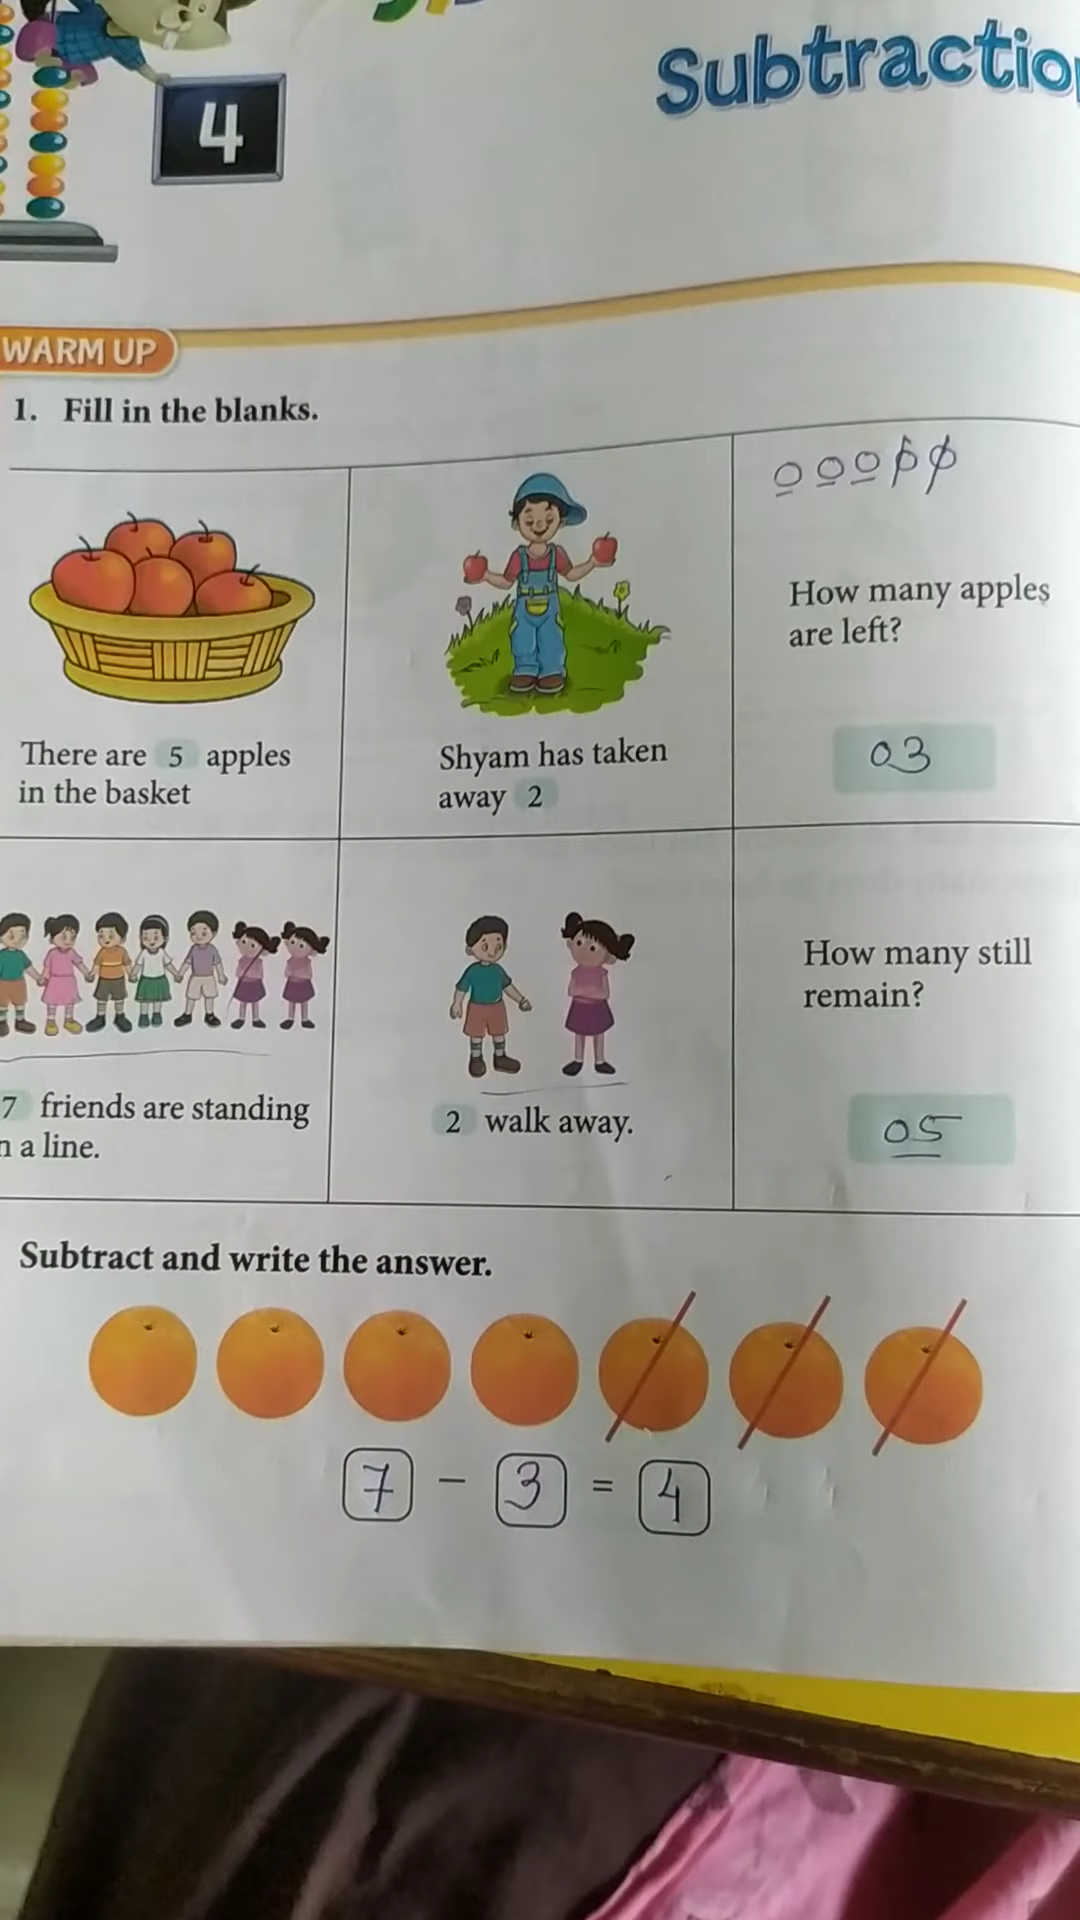 4
Subtractio
WARM UP
1. Fill in the blanks.
There are 5 apples
in the basket
Shyam has taken
away 2
How many apples
are left?
03
7 friends are standing
n a line.
2 walk away.
How many still
remain?
05
Subtract and write the answer.
7 - 3 = 4